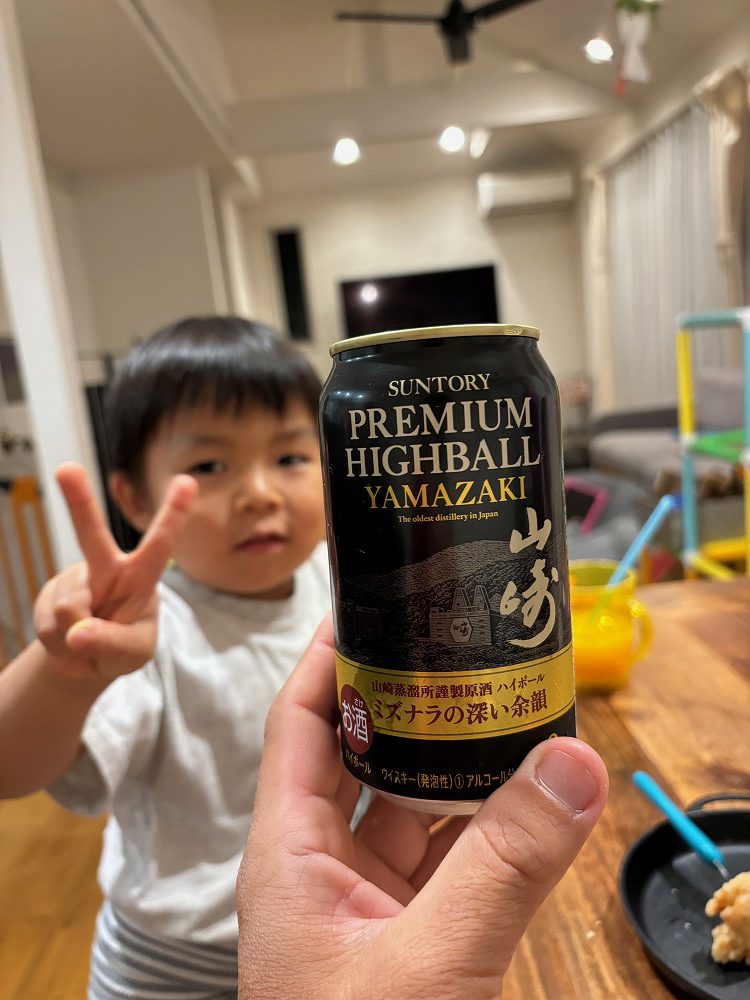 SUNTORY
PREMIUM
HIGHBALL
YAMAZAKI
The oldest distillery in Japan
山崎
山崎蒸溜所謹製原酒 ハイボール
ミズナラの深い余韻
お酒
ハイボール ウイスキー(発泡性)① アルコール分